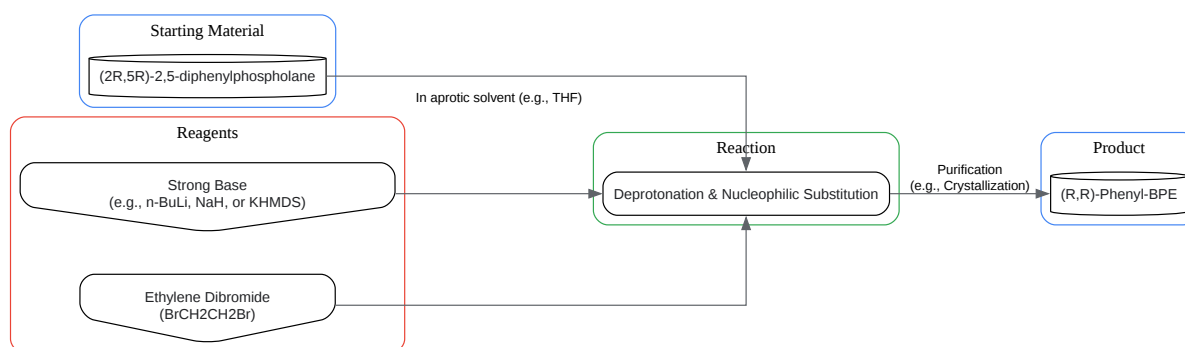 Starting Material
(2R,5R)-2,5-diphenylphospholane
In aprotic solvent (e.g., THF)
Reagents
Strong Base
(e.g., n-BuLi, NaH, or KHMDS)
Ethylene Dibromide
(BrCH2CH2Br)
Reaction
Deprotonation & Nucleophilic Substitution
Purification
(e.g., Crystallization)
Product
(R,R)-Phenyl-BPE